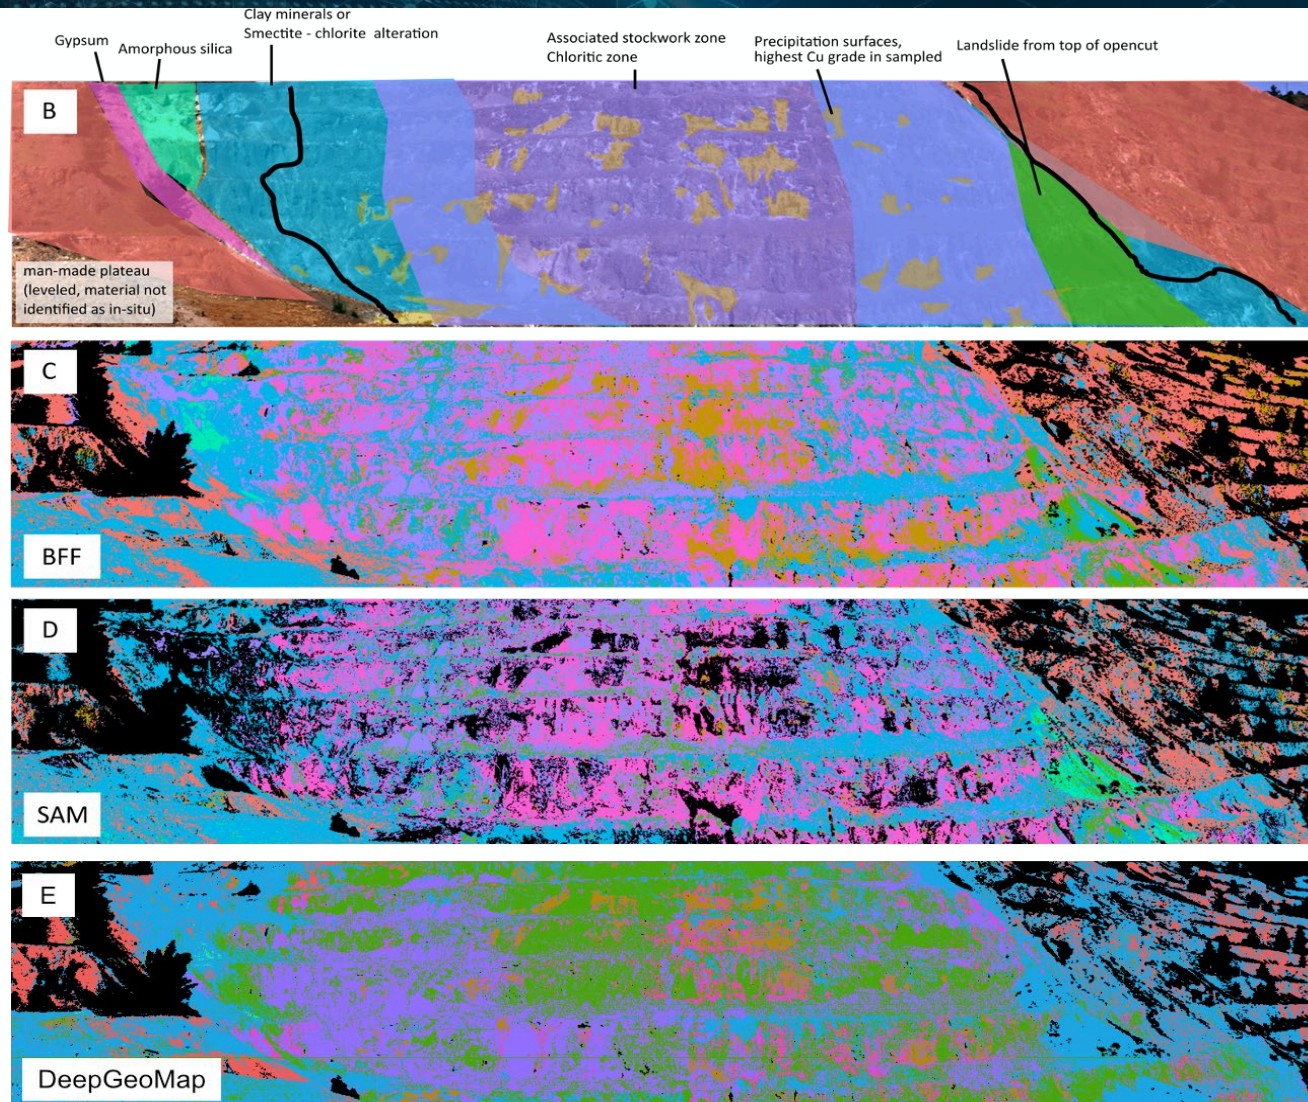 Clay minerals or
Smectite - chlorite alteration
Gypsum
Amorphous silica
Associated stockwork zone
Chloritic zone
Precipitation surfaces,
highest Cu grade in sampled
Landslide from top of opencut
B
man-made plateau
(leveled, material not
identified as in-situ)
C
BFF
D
SAM
E
DeepGeoMap